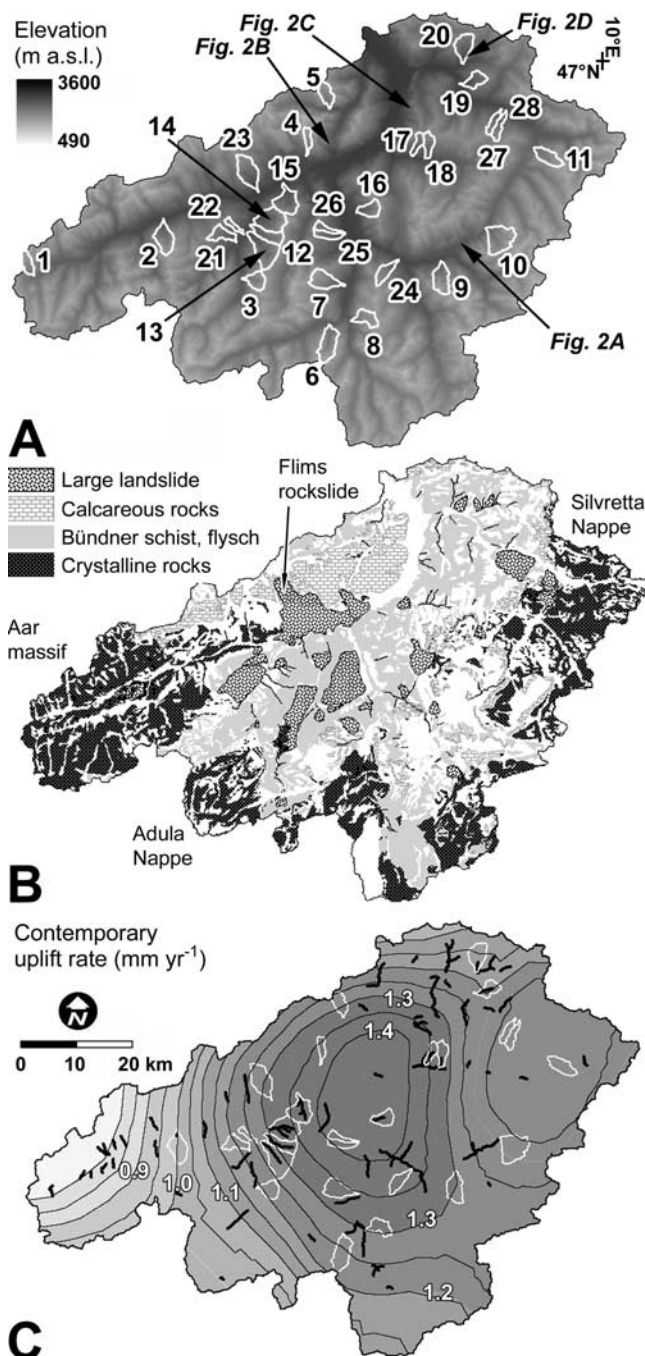 Elevation
(m a.s.l.)
3600
490
Fig. 2B
Fig. 2C
Fig. 2D
10°E
47°N
20
5
19
28
4
14
23
15
17
27
11
18
16
22
26
1
2
21
12
25
10
13
3
7
24
9
8
6
Fig. 2A
A
Large landslide
Calcareous rocks
Bündner schist, flysch
Crystalline rocks
Flims
rockslide
Silvretta
Nappe
Aar
massif
Adula
Nappe
B
Contemporary
uplift rate (mm yr⁻¹)
N
0 10 20 km
1.3
1.4
0.9
1.0
1.1
1.3
1.2
C